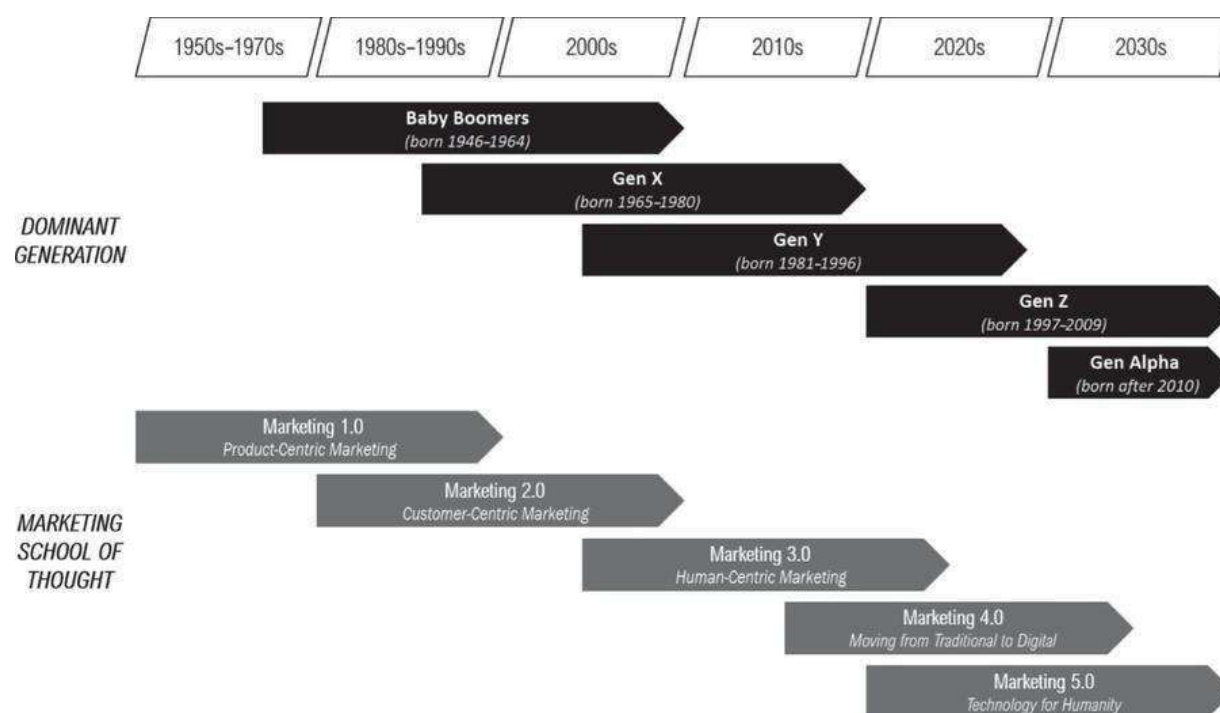 1950s–1970s
1980s–1990s
2000s
2010s
2020s
2030s
DOMINANT
GENERATION
Baby Boomers
(born 1946–1964)
Gen X
(born 1965–1980)
Gen Y
(born 1981–1996)
Gen Z
(born 1997–2009)
Gen Alpha
(born after 2010)
MARKETING
SCHOOL OF
THOUGHT
Marketing 1.0
Product-Centric Marketing
Marketing 2.0
Customer-Centric Marketing
Marketing 3.0
Human-Centric Marketing
Marketing 4.0
Moving from Traditional to Digital
Marketing 5.0
Technology for Humanity